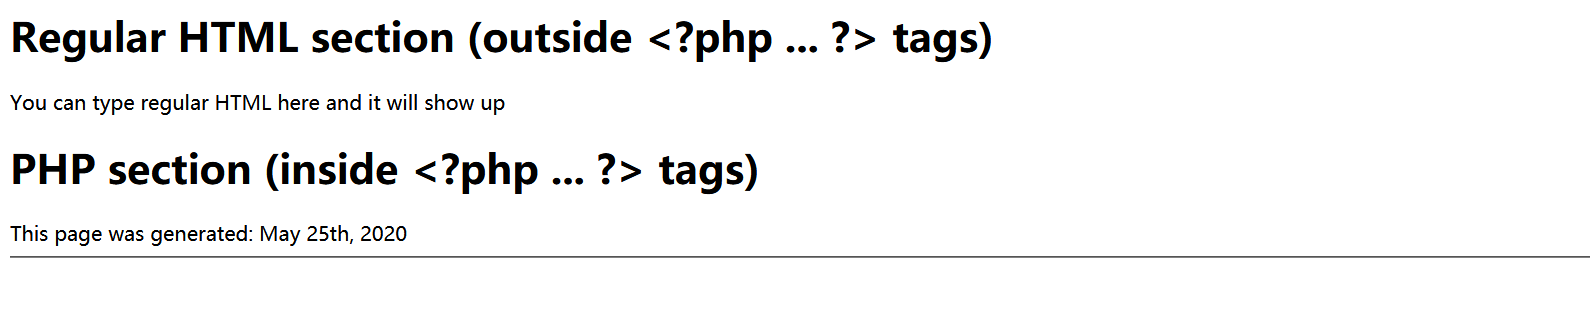 Regular HTML section (outside <?php ... ?> tags)
You can type regular HTML here and it will show up
PHP section (inside <?php ... ?> tags)
This page was generated: May 25th, 2020